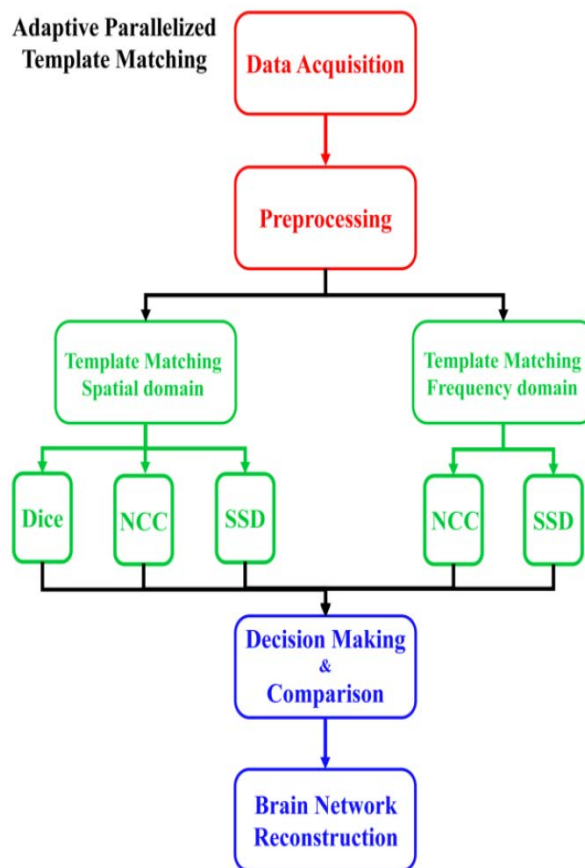 Adaptive Parallelized
Template Matching
Data Acquisition
Preprocessing
Template Matching
Spatial domain
Template Matching
Frequency domain
Dice
NCC
SSD
NCC
SSD
Decision Making
&
Comparison
Brain Network
Reconstruction